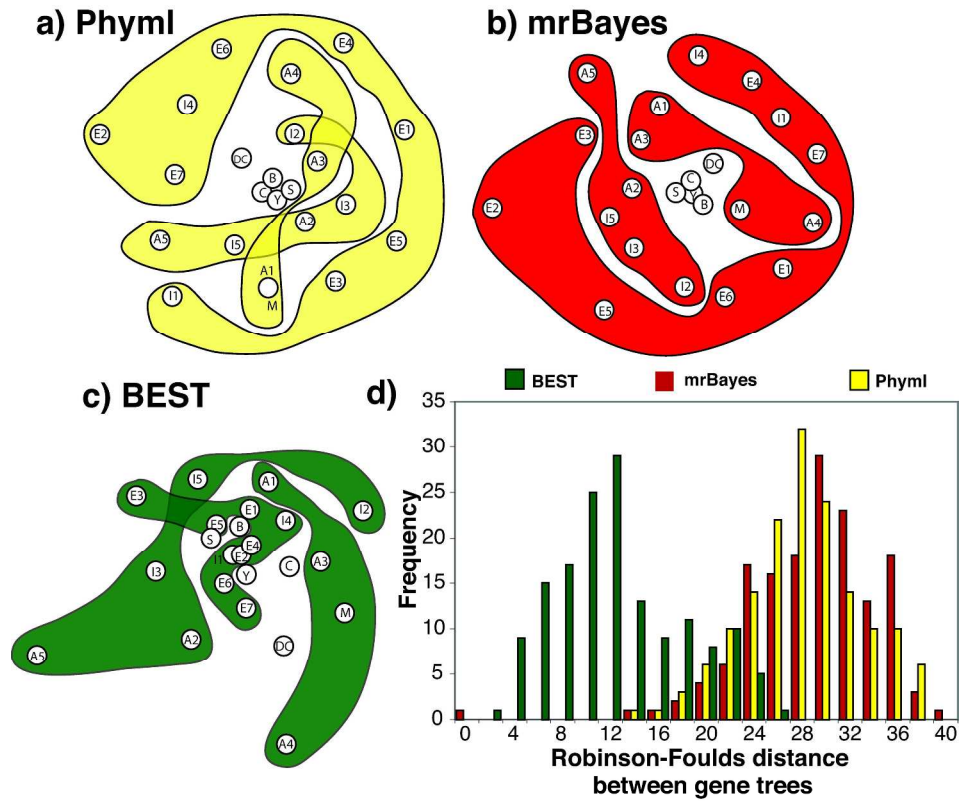 a) Phyml
E6
E4
A4
I4
E2
I2
E1
DC
A3
E7
B
C
S
Y
I3
A2
A5
I5
E5
A1
E3
I1
M
b) mrBayes
I4
A5
E4
A1
I1
E3
A3
E7
DC
C
A2
S
Y
B
E2
I5
M
A4
I3
E1
I2
E6
E5
c) BEST
I5
A1
E3
E1
I2
E5
B
I4
S
E4
I1
E2
A3
I3
Y
C
E6
E7
M
A2
DC
A5
A4
d)
BEST
mrBayes
Phyml
35
30
25
20
15
10
5
0
Frequency
0 4 8 12 16 20 24 28 32 36 40
Robinson-Foulds distance
between gene trees